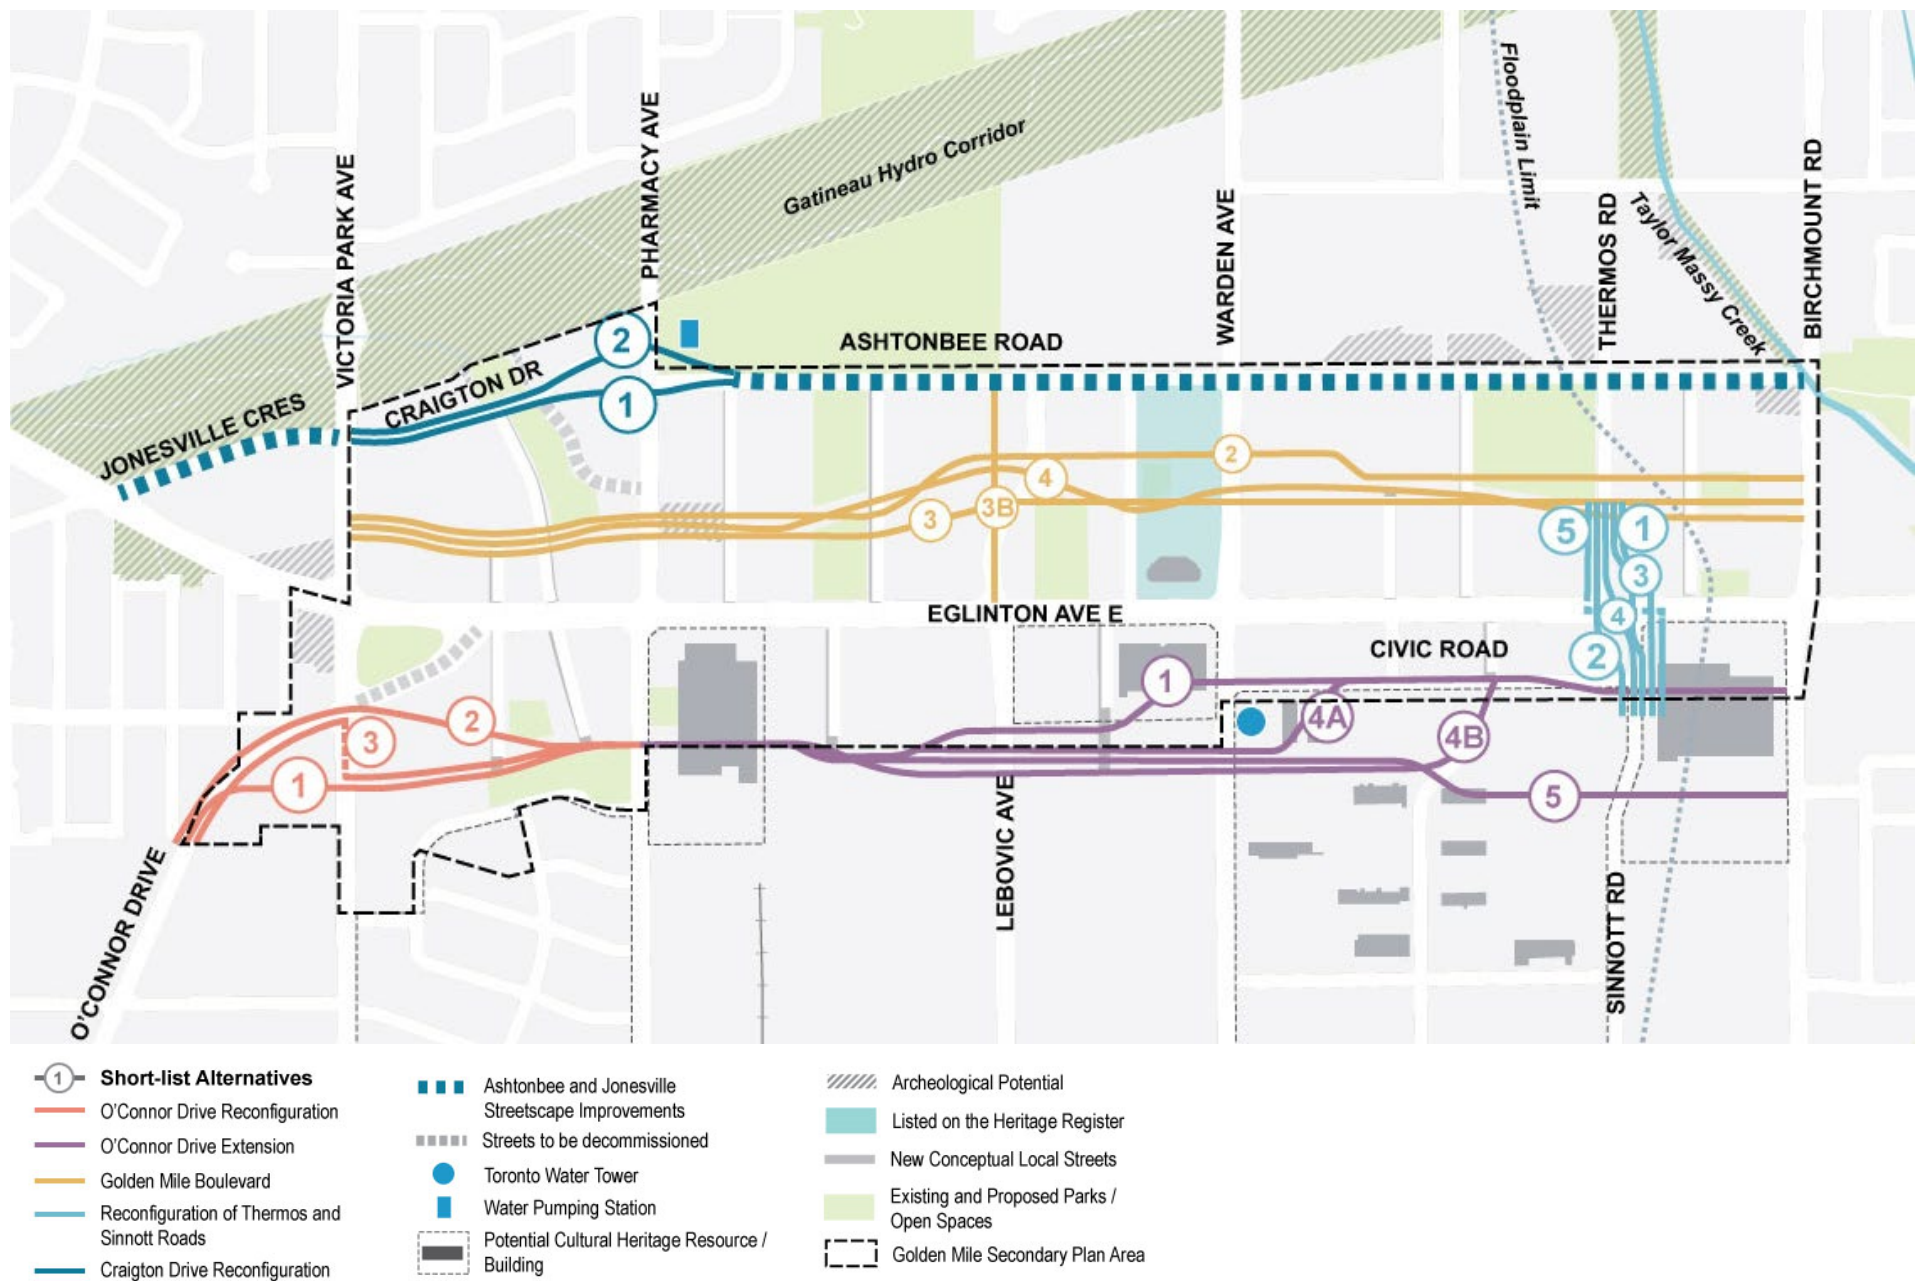 Floodplain Limit
Gatineau Hydro Corridor
PHARMACY AVE
VICTORIA PARK AVE
WARDEN AVE
THERMOS RD
Taylor Massy Creek
BIRCHMOUNT RD
2
ASHTONBEE ROAD
CRAIGTON DR
1
JONESVILLE CRES
2
4
3B
3
5
1
3
4
2
EGLINTON AVE E
CIVIC ROAD
1
2
3
1
4A
4B
5
LEBOVIC AVE
O'CONNOR DRIVE
SINNOTT RD
1
Short-list Alternatives
O'Connor Drive Reconfiguration
O'Connor Drive Extension
Golden Mile Boulevard
Reconfiguration of Thermos and
Sinnott Roads
Craigton Drive Reconfiguration
Ashtonbee and Jonesville
Streetscape Improvements
Streets to be decommissioned
Toronto Water Tower
Water Pumping Station
Potential Cultural Heritage Resource /
Building
Archeological Potential
Listed on the Heritage Register
New Conceptual Local Streets
Existing and Proposed Parks /
Open Spaces
Golden Mile Secondary Plan Area